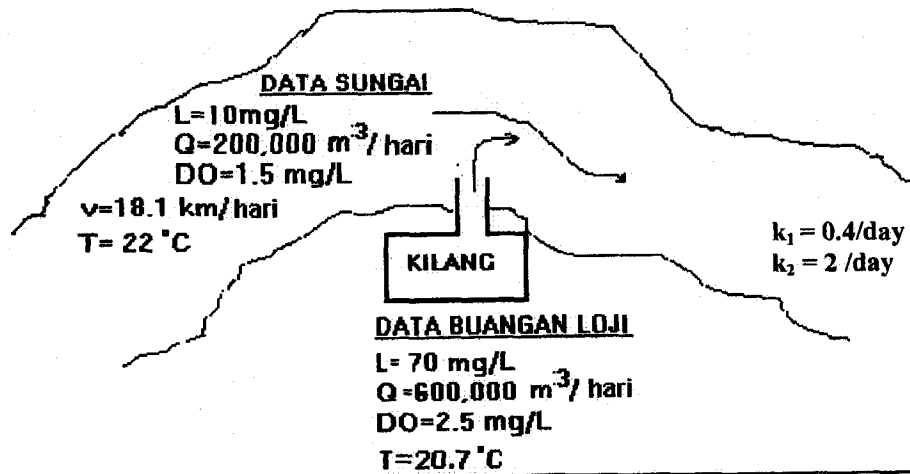 DATA SUNGAI
L=10mg/L
Q=200,000 m³/ hari
DO=1.5 mg/L
v=18.1 km/hari
T= 22 °C
k₁ = 0.4/day
k₂ = 2 /day
KILANG
DATA BUANGAN LOJI
L= 70 mg/L
Q=600,000 m³/ hari
DO=2.5 mg/L
T=20.7 °C